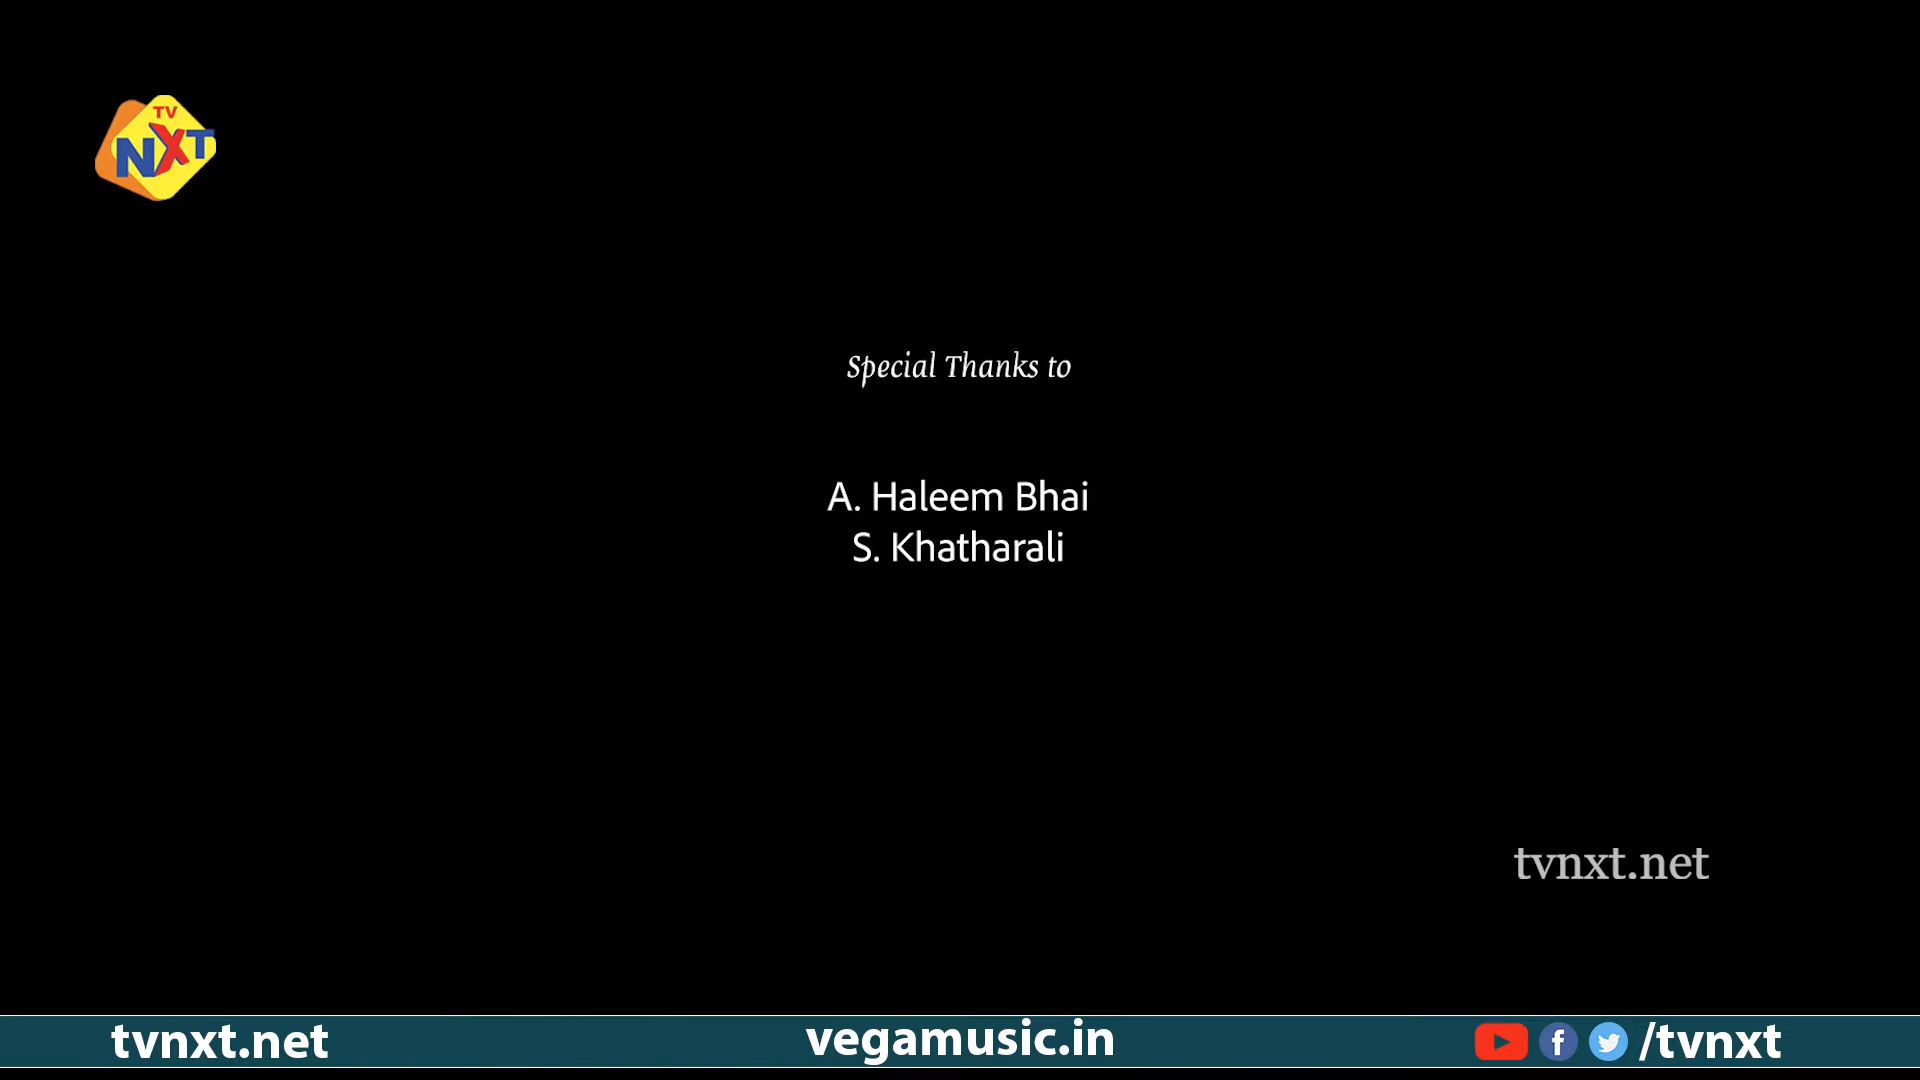 TV
NXT
Special Thanks to
A. Haleem Bhai
S. Khatharali
tvnxt.net
tvnxt.net
vegamusic.in
f
/tvnxt